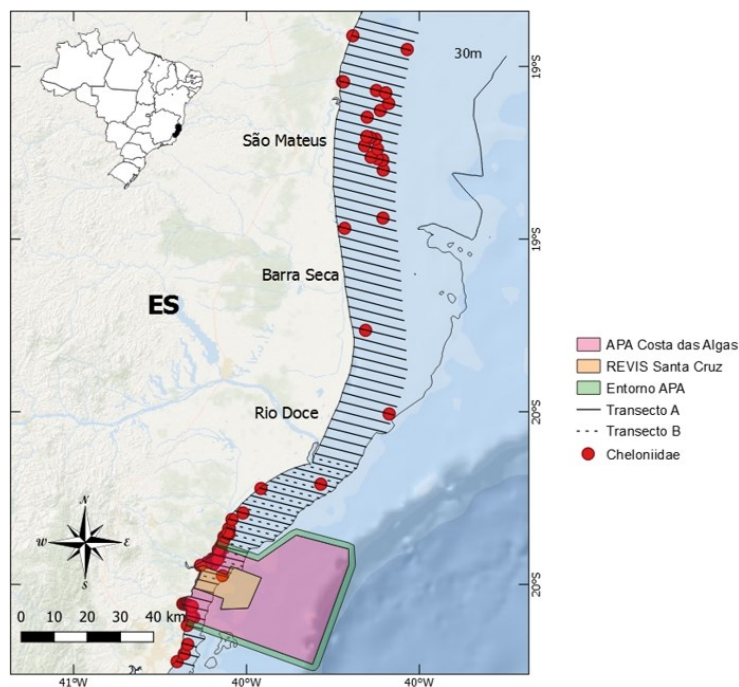 30m
19°S
São Mateus
19°S
Barra Seca
ES
APA Costa das Algas
REVIS Santa Cruz
Entorno APA
Transecto A
Transecto B
Cheloniidae
Rio Doce
20°S
N
W E
S
20°S
0 10 20 30 40 km
41°W 40°W 40°W